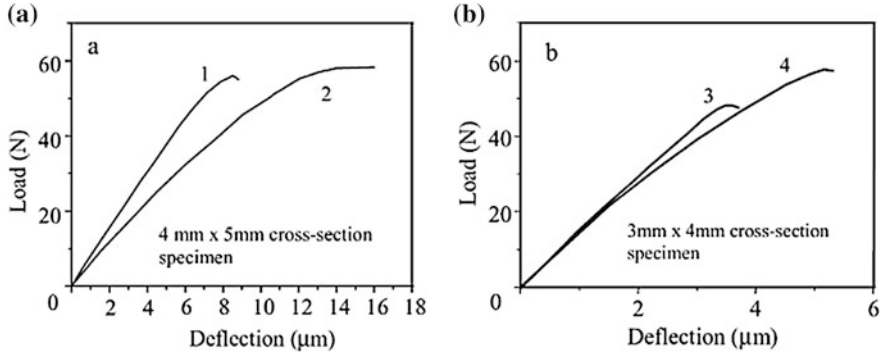 (a)
a
60
40
20
0
Load (N)
1
2
4 mm x 5mm cross-section
specimen
2 4 6 8 10 12 14 16 18
Deflection (μm)
(b)
b
60
40
20
0
Load (N)
3
4
3mm x 4mm cross-section
specimen
2 4 6
Deflection (μm)